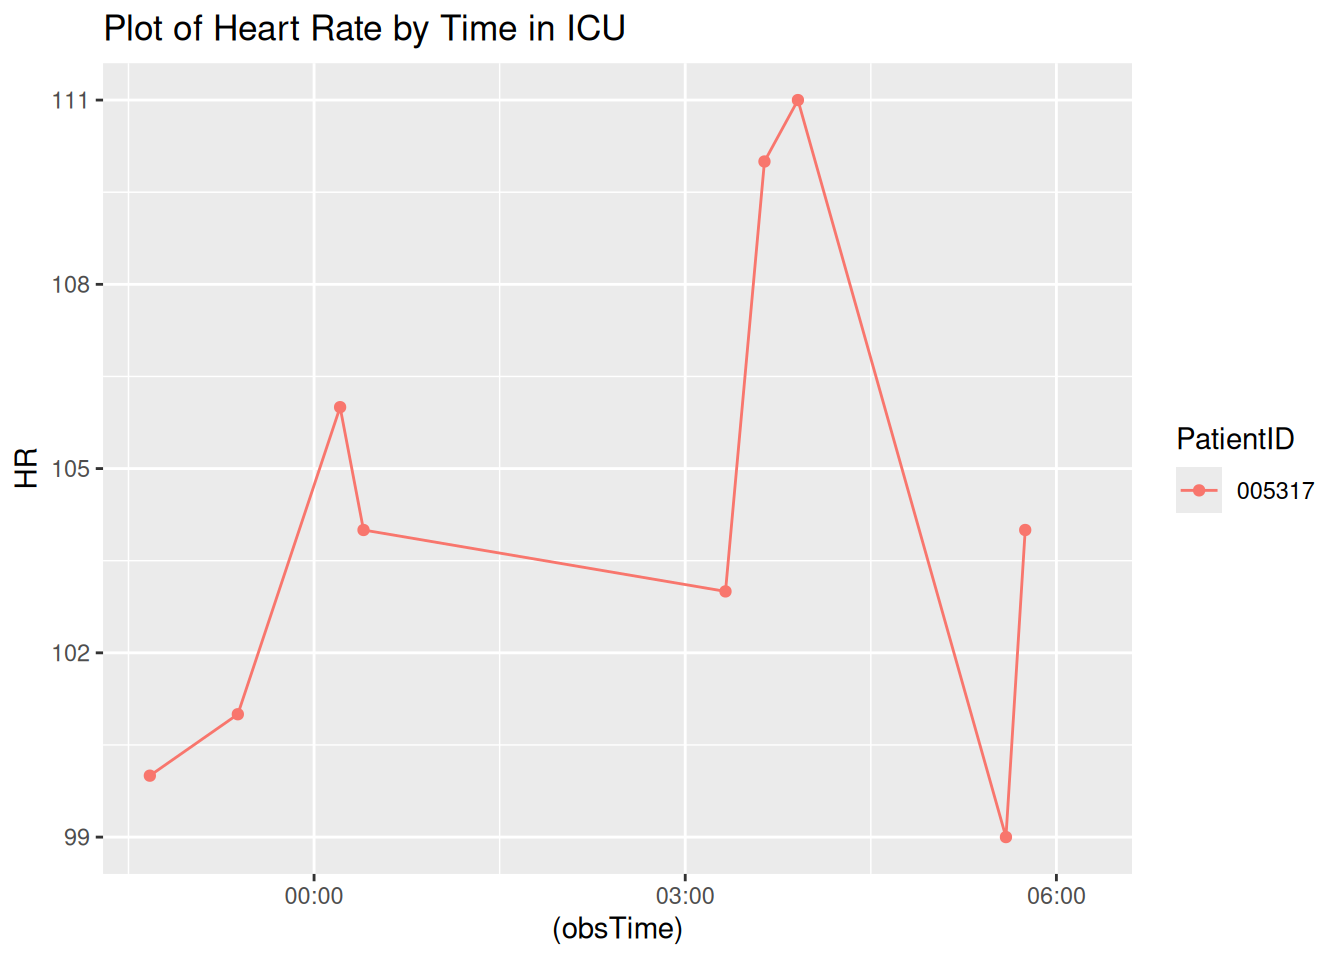 Plot of Heart Rate by Time in ICU
111
108
105
102
99
HR
00:00
03:00
06:00
(obsTime)
PatientID
005317